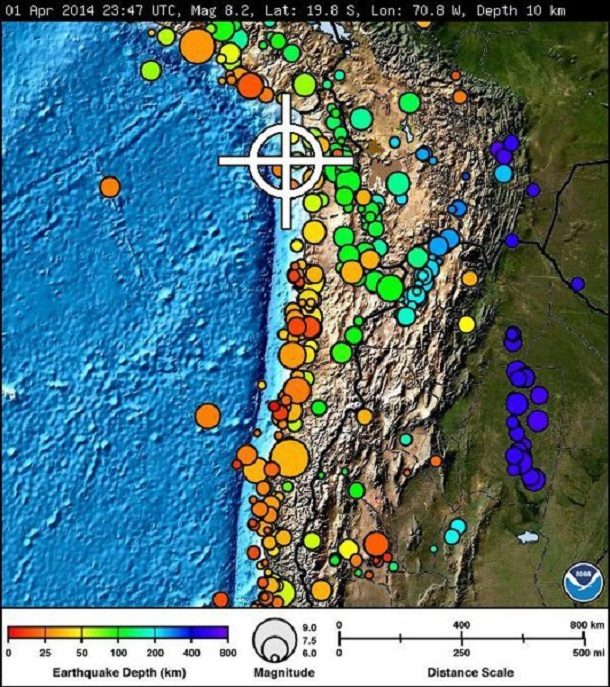 01 Apr 2014 23:47 UTC, Mag 8.2, Lat: 19.8 S, Lon: 70.8 W, Depth 10 km
0 25 50 100 200 400 800
Earthquake Depth (km)
9.0
7.5
6.0
Magnitude
0 400 800 km
0 250 500 mi
Distance Scale